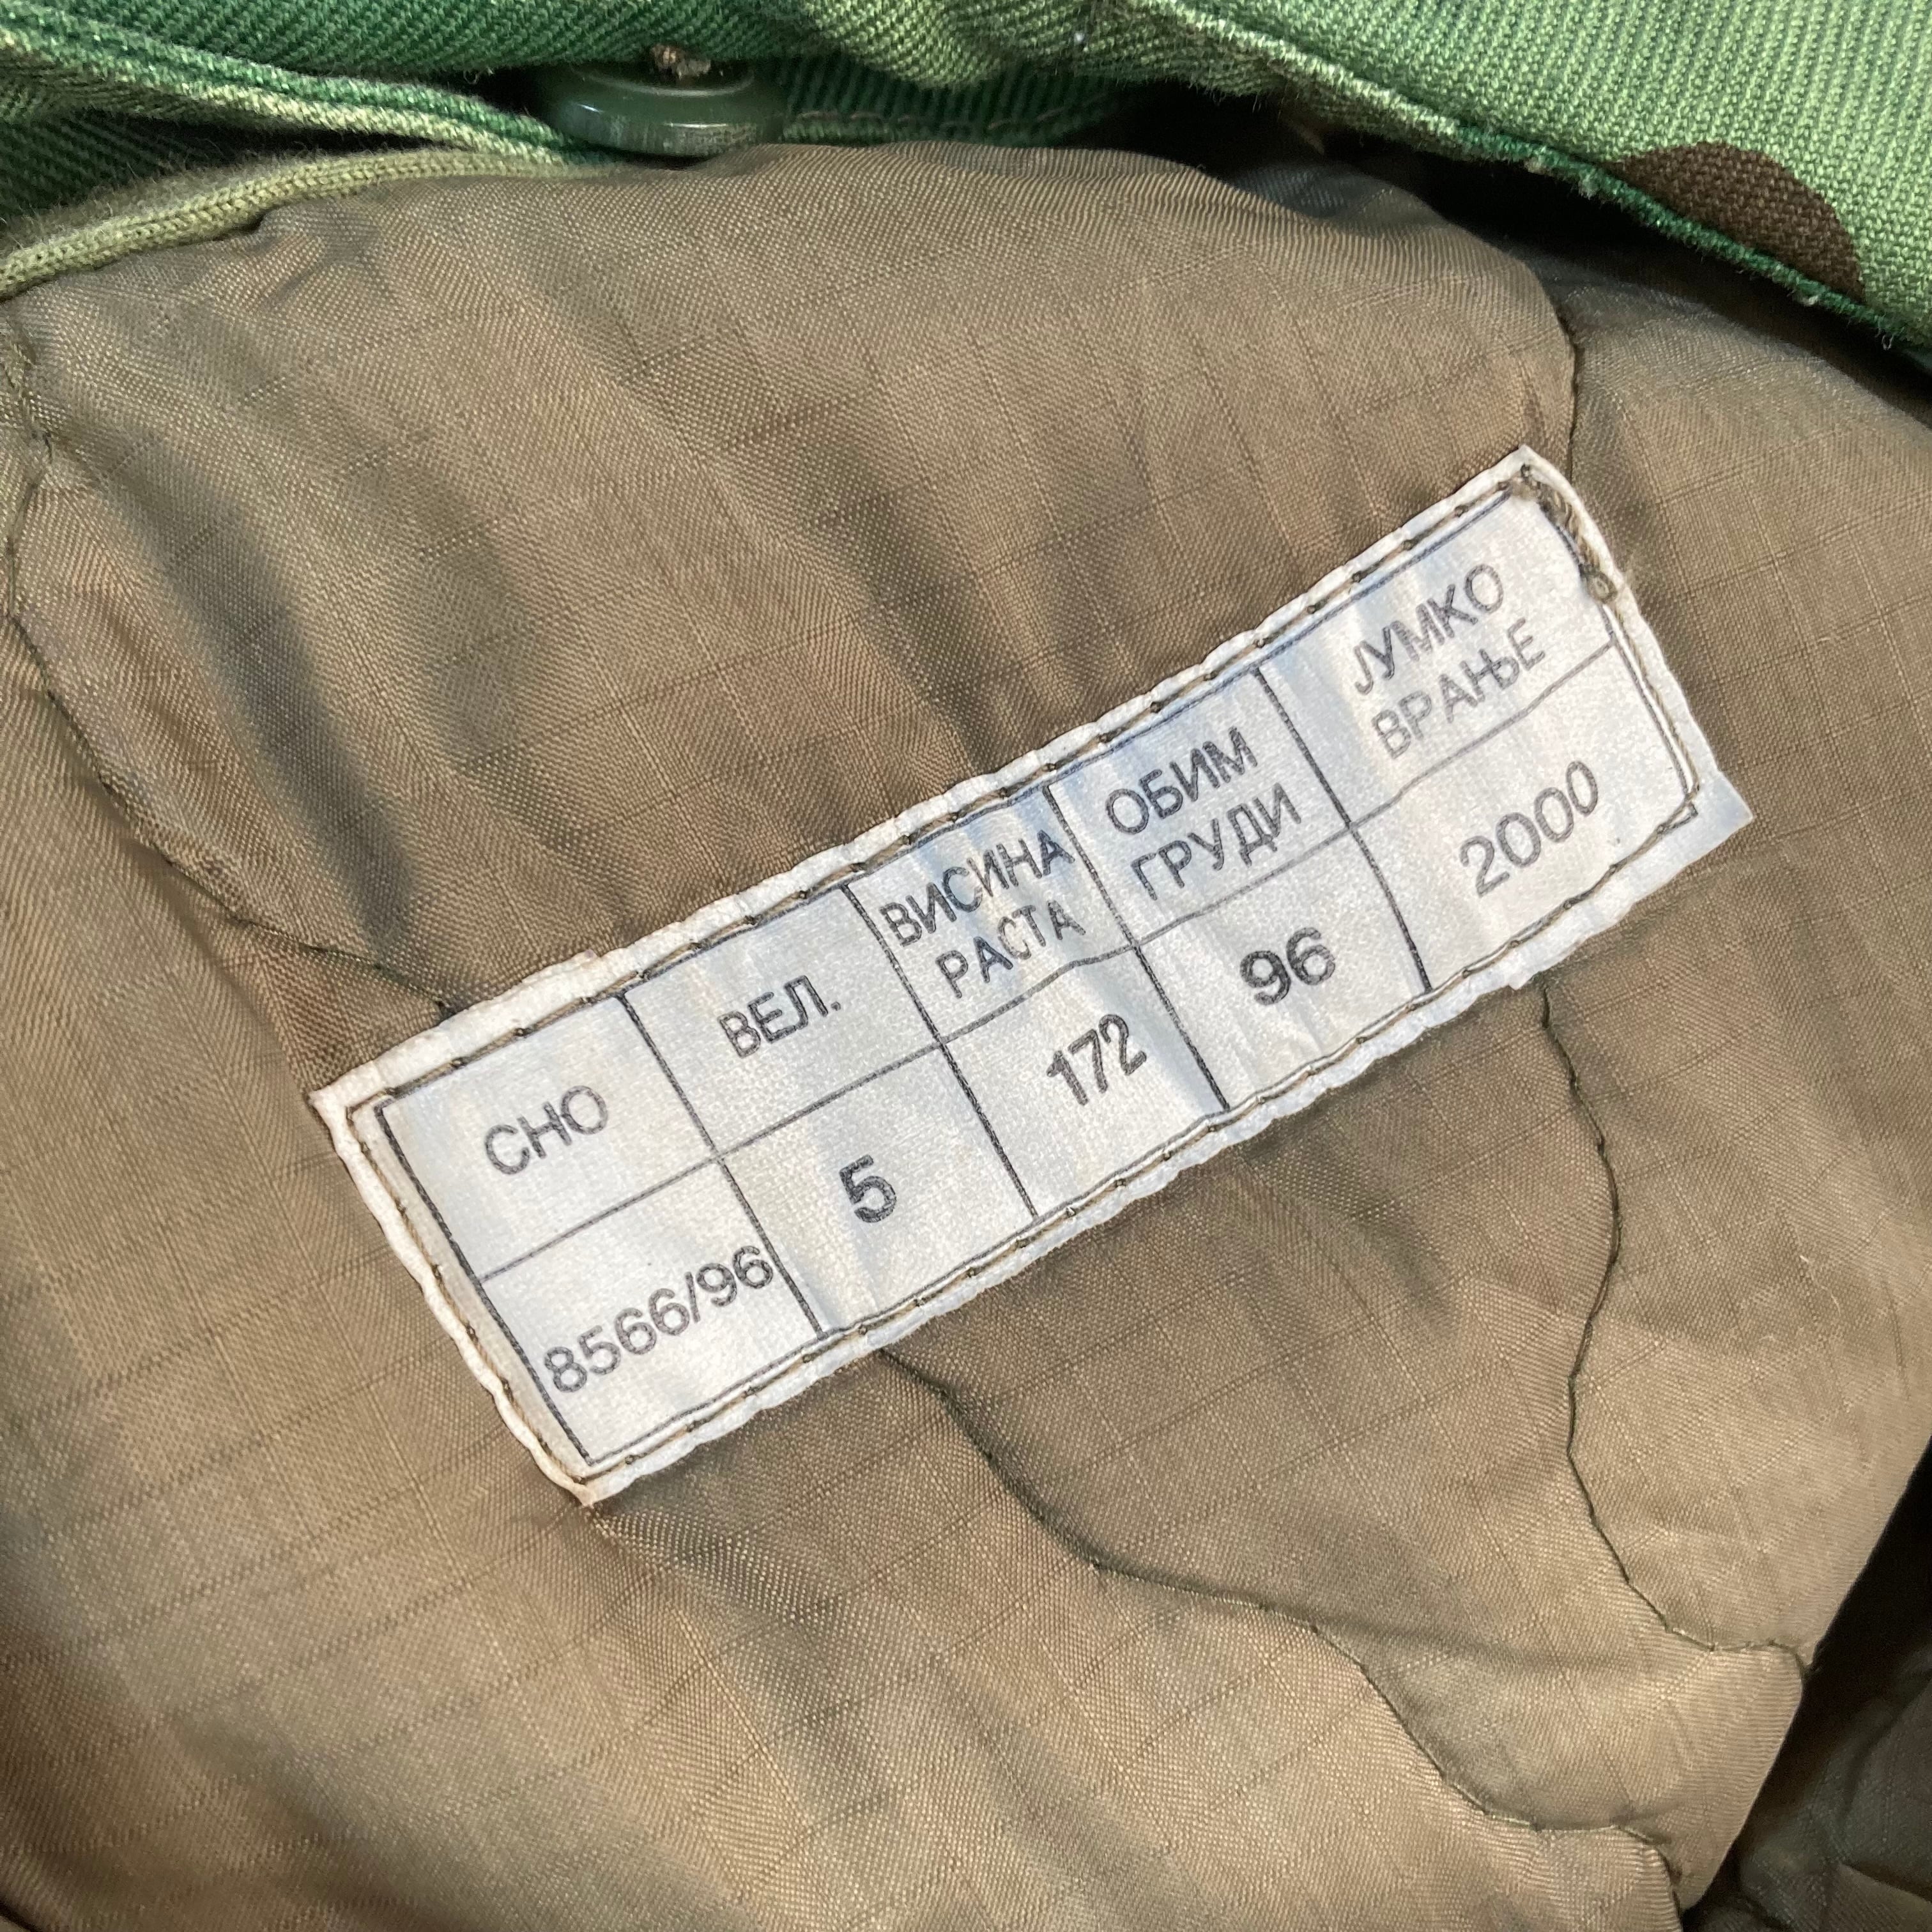 СНО
ВЕЛ.
ВИСИНА
РАСТА
ОБИМ
ГРУДИ
ЈУМКО
ВРАЊЕ
8566/96
5
172
96
2000